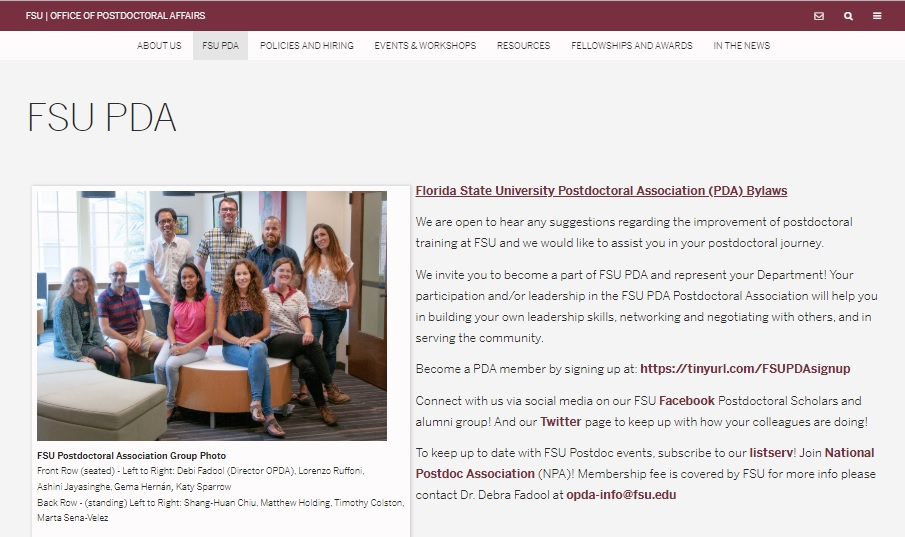 FSU | OFFICE OF POSTDOCTORAL AFFAIRS
ABOUT US FSU PDA POLICIES AND HIRING EVENTS & WORKSHOPS RESOURCES FELLOWSHIPS AND AWARDS IN THE NEWS
FSU PDA
FSU Postdoctoral Association Group Photo
Front Row (seated) - Left to Right: Debi Fadool (Director OPDA), Lorenzo Ruffoni,
Ashini Jayasinghe, Gema Hernán, Katy Sparrow
Back Row - (standing) Left to Right: Shang-Huan Chiu, Matthew Holding, Timothy Colston,
Marta Sena-Velez
Florida State University Postdoctoral Association (PDA) Bylaws
We are open to hear any suggestions regarding the improvement of postdoctoral
training at FSU and we would like to assist you in your postdoctoral journey.
We invite you to become a part of FSU PDA and represent your Department! Your
participation and/or leadership in the FSU PDA Postdoctoral Association will help you
in building your own leadership skills, networking and negotiating with others, and in
serving the community.
Become a PDA member by signing up at: https://tinyurl.com/FSUPDAsignup
Connect with us via social media on our FSU Facebook Postdoctoral Scholars and
alumni group! And our Twitter page to keep up with how your colleagues are doing!
To keep up to date with FSU Postdoc events, subscribe to our listserv! Join National
Postdoc Association (NPA)! Membership fee is covered by FSU for more info please
contact Dr. Debra Fadool at opda-info@fsu.edu